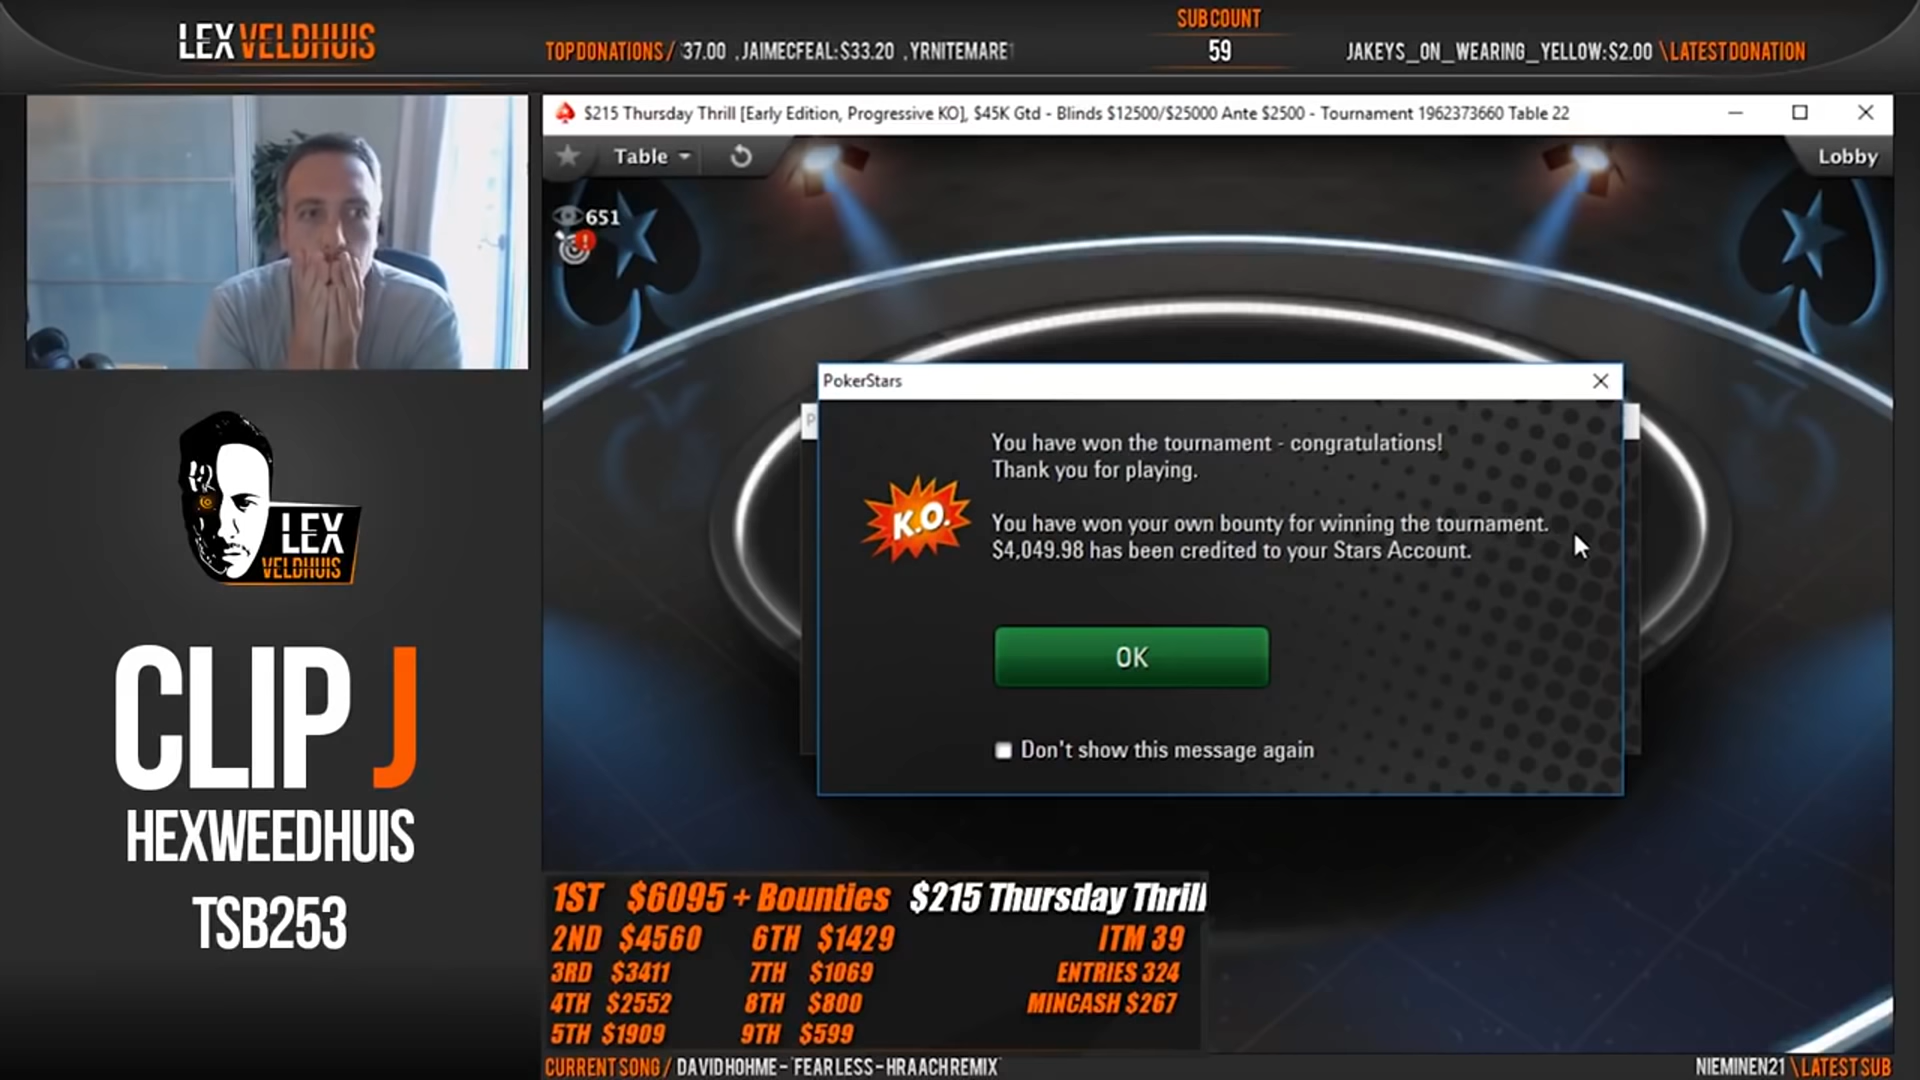 LEX VELDHUIS
TOP DONATIONS / 37.00 , JAIMECFEAL: $33.20 , YRNITEMARE
SUB COUNT
59
JAKEYS_ON_WEARING_YELLOW: $2.00 \ LATEST DONATION
$215 Thursday Thrill [Early Edition, Progressive KO], $45K Gtd - Blinds $12500/$25000 Ante $2500 - Tournament 1962373660 Table 22
Table
Lobby
651
PokerStars
You have won the tournament - congratulations!
Thank you for playing.
K.O.
You have won your own bounty for winning the tournament.
$4,049.98 has been credited to your Stars Account.
OK
Don't show this message again
LEX
VELDHUIS
CLIP J
HEXWEEDHUIS
TSB253
1ST $6095 + Bounties $215 Thursday Thrill
2ND $4560 6TH $1429 ITM 39
3RD $3411 7TH $1069 ENTRIES 324
4TH $2552 8TH $800 MINCASH $267
5TH $1909 9TH $599
CURRENT SONG / DAVID HOHME - 'FEARLESS - HRAACH REMIX'
NIEMINEN21 \ LATEST SUB